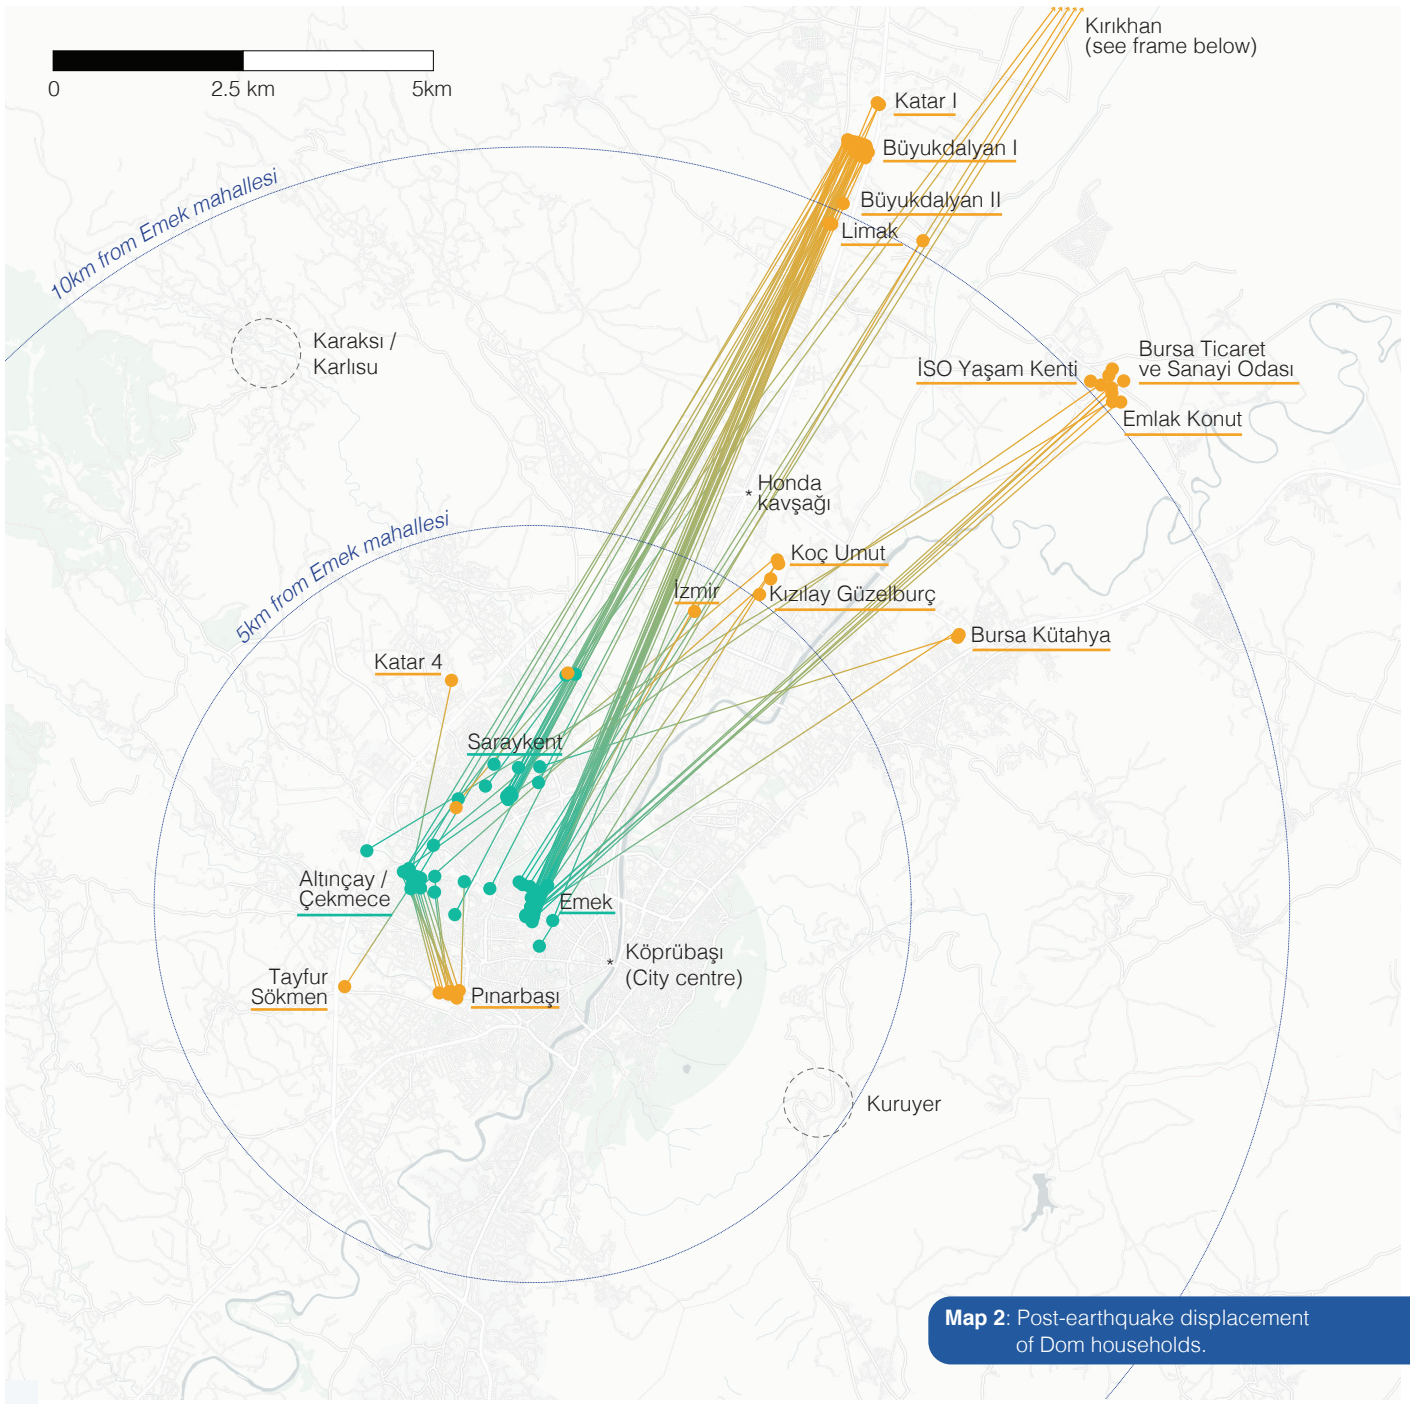 Kırıkhan
(see frame below)
0
2.5 km
5km
Katar I
Büyukdalyan I
10km from Emek mahallesi
Büyukdalyan II
Limak
Karaksı /
Karlısu
Bursa Ticaret
ve Sanayi Odası
İSO Yaşam Kenti
Emlak Konut
* Honda
kavşağı
5km from Emek mahallesi
Koç Umut
İzmir
Kızılay Güzelburç
Bursa Kütahya
Katar 4
Saraykent
Altınçay /
Çekmece
Emek
* Köprübaşı
(City centre)
Tayfur
Sökmen
Pınarbaşı
Kuruyer
Map 2: Post-earthquake displacement
of Dom households.